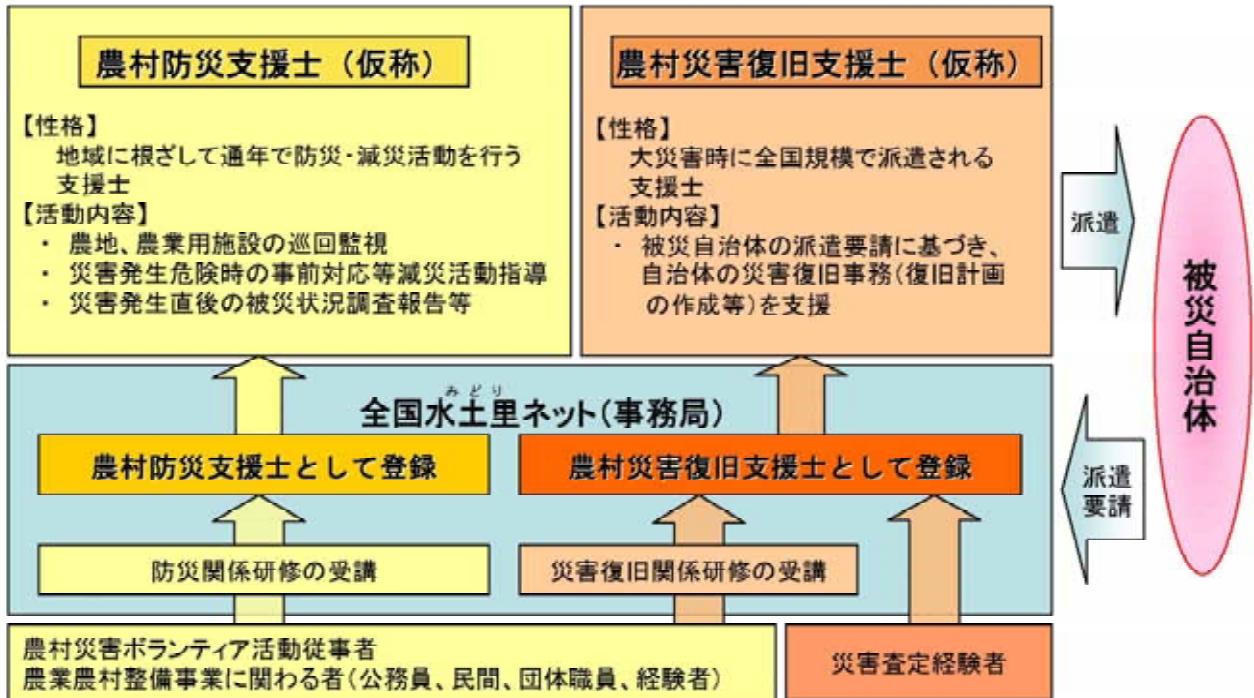 農村防災支援士（仮称）
【性格】
地域に根ざして通年で防災・減災活動を行う
支援士
【活動内容】
・ 農地、農業用施設の巡回監視
・ 災害発生危険時の事前対応等減災活動指導
・ 災害発生直後の被災状況調査報告等
農村災害復旧支援士（仮称）
【性格】
大災害時に全国規模で派遣される
支援士
【活動内容】
・ 被災自治体の派遣要請に基づき、
自治体の災害復旧事務（復旧計画
の作成等）を支援
派遣
被災自治体
派遣
要請
みどり
全国水土里ネット（事務局）
農村防災支援士として登録
農村災害復旧支援士として登録
防災関係研修の受講
災害復旧関係研修の受講
農村災害ボランティア活動従事者
農業農村整備事業に関わる者（公務員、民間、団体職員、経験者）
災害査定経験者